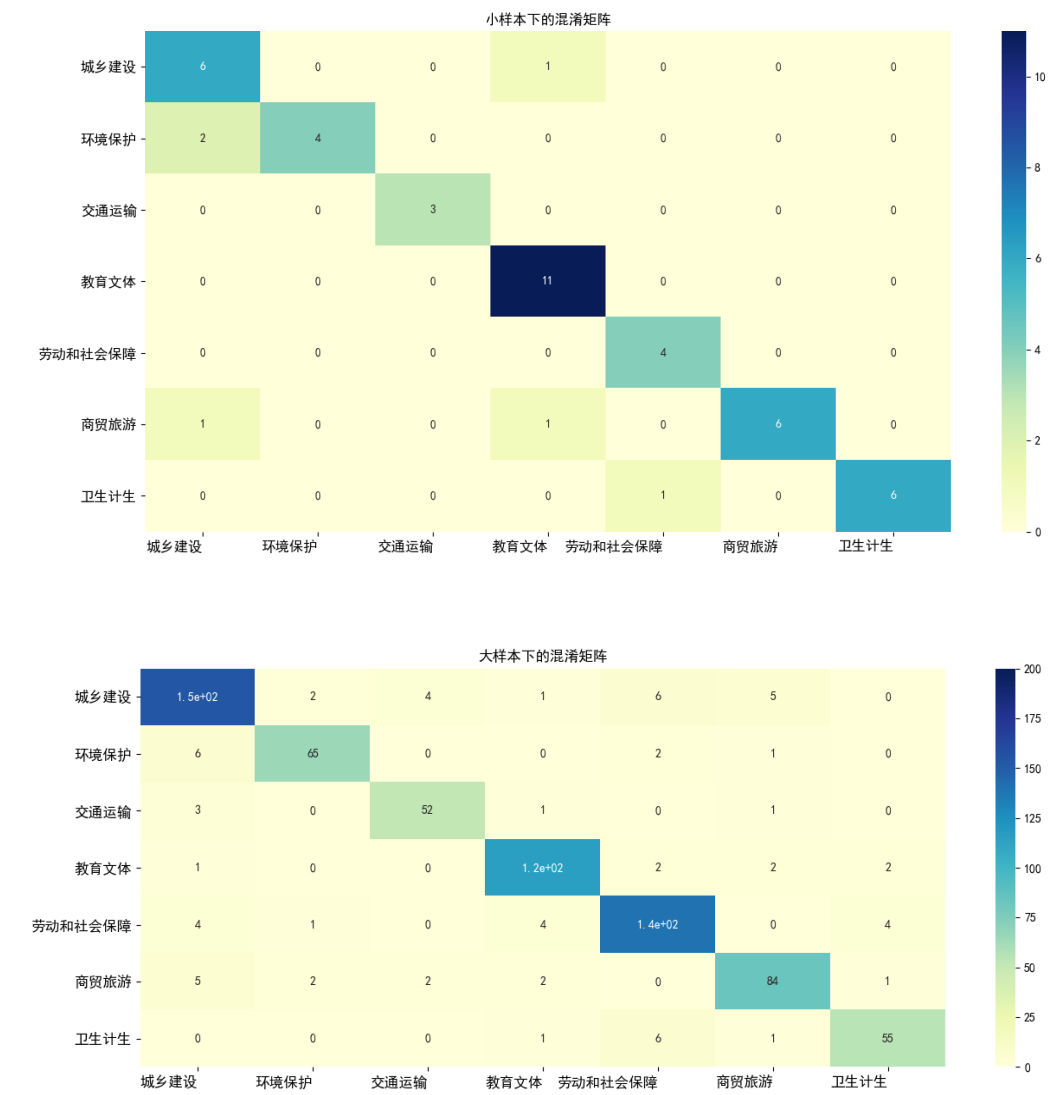 小样本下的混淆矩阵
城乡建设 6 0 0 1 0 0 0
10
环境保护 2 4 0 0 0 0 0
8
交通运输 0 0 3 0 0 0 0
6
教育文体 0 0 0 11 0 0 0
4
劳动和社会保障 0 0 0 0 4 0 0
商贸旅游 1 0 0 1 0 6 0
2
卫生计生 0 0 0 0 1 0 6
0
城乡建设 环境保护 交通运输 教育文体 劳动和社会保障 商贸旅游 卫生计生
大样本下的混淆矩阵
200
城乡建设 1.5e+02 2 4 1 6 5 0
175
环境保护 6 65 0 0 2 1 0
150
交通运输 3 0 52 1 0 1 0
125
教育文体 1 0 0 1.2e+02 2 2 2
100
劳动和社会保障 4 1 0 4 1.4e+02 0 4
75
商贸旅游 5 2 2 2 0 84 1
50
25
卫生计生 0 0 0 1 6 1 55
0
城乡建设 环境保护 交通运输 教育文体 劳动和社会保障 商贸旅游 卫生计生